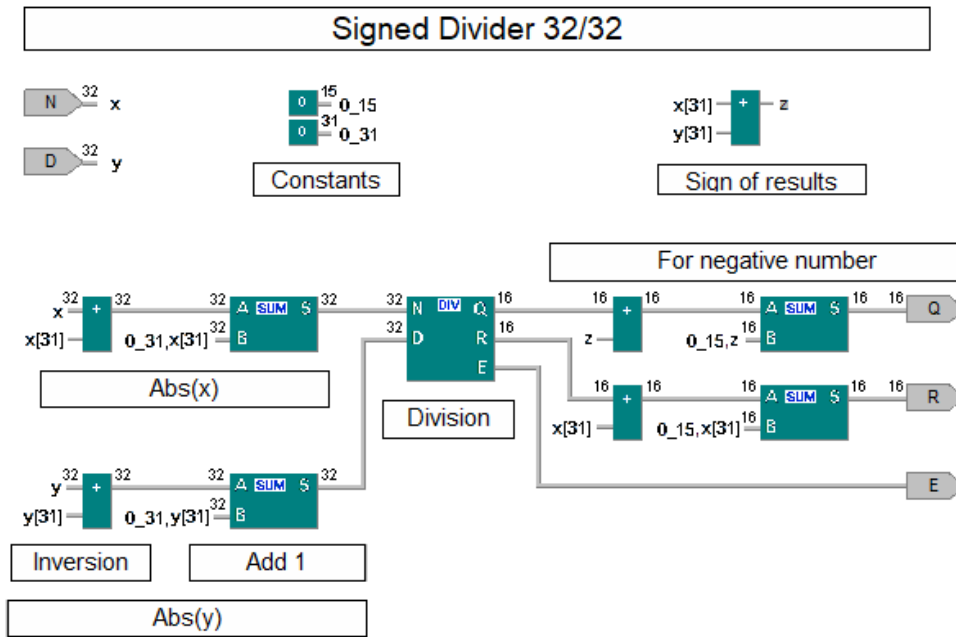 Signed Divider 32/32
N 32 x
0 15 0_15
0 31 0_31
x[31] + z
y[31]
D 32 y
Constants
Sign of results
For negative number
x 32 + 32
x[31]
32 A SUM S 32
0_31,x[31] 32 B
Abs(x)
32 N DIV Q 16
32 D R 16
E
Division
16 + 16
z
16 A SUM S 16
0_15,z 16 B
16 Q
16 + 16
x[31]
16 A SUM S 16
0_15,x[31] 16 B
16 R
E
y 32 + 32
y[31]
32 A SUM S 32
0_31,y[31] 32 B
Inversion
Add 1
Abs(y)